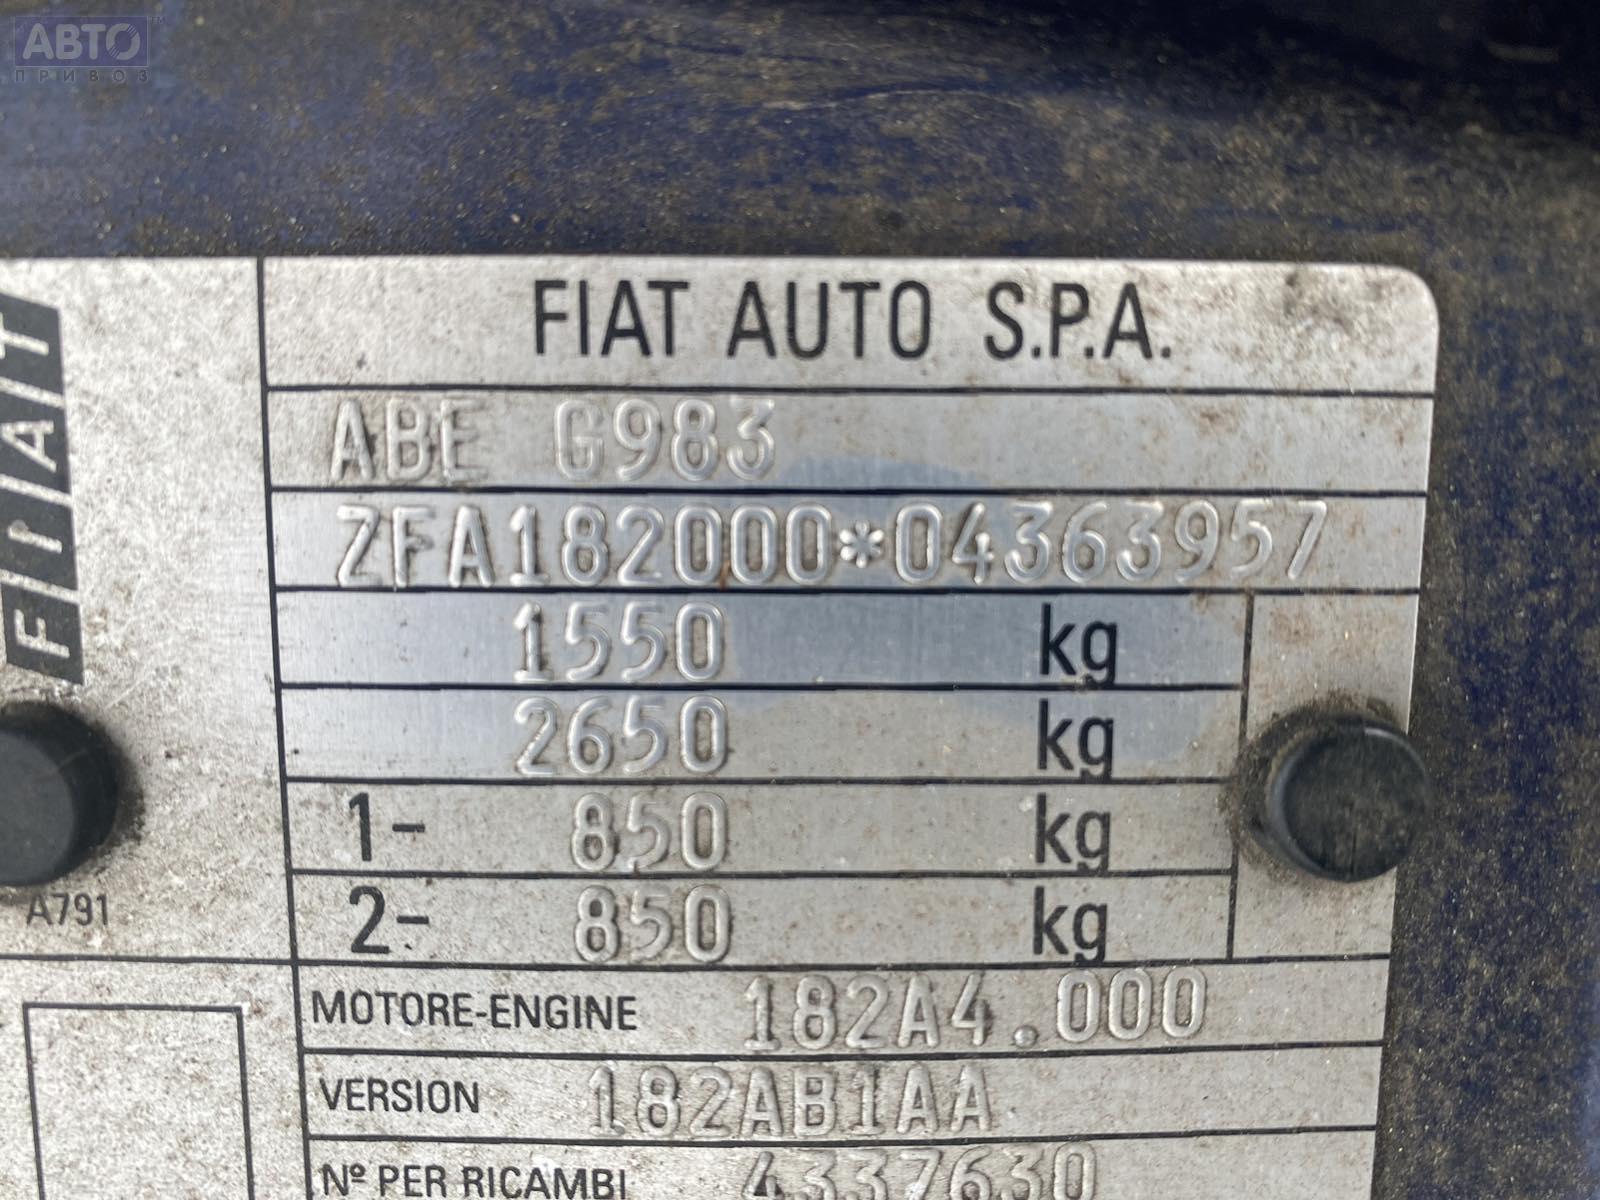 АВТО
ПРИВОЗ
FIAT
FIAT AUTO S.P.A.
ABE G983
ZFA182000*04363957
1550 kg
2650 kg
1- 850 kg
2- 850 kg
A791
MOTORE-ENGINE 182A4.000
VERSION 182AB1AA
Nº PER RICAMBI 4337630